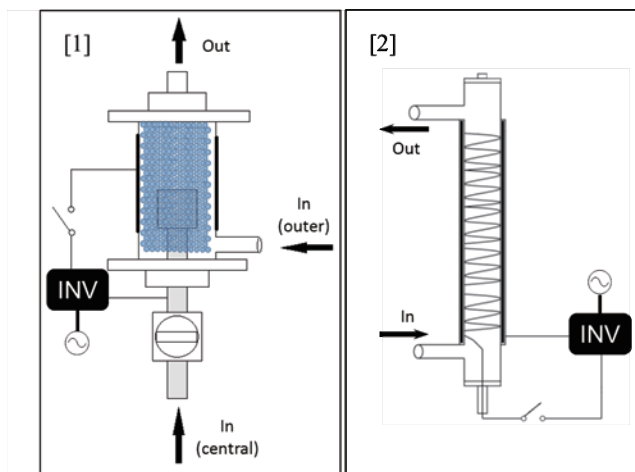 [1]
Out
In
(outer)
INV
In
(central)
[2]
Out
In
INV